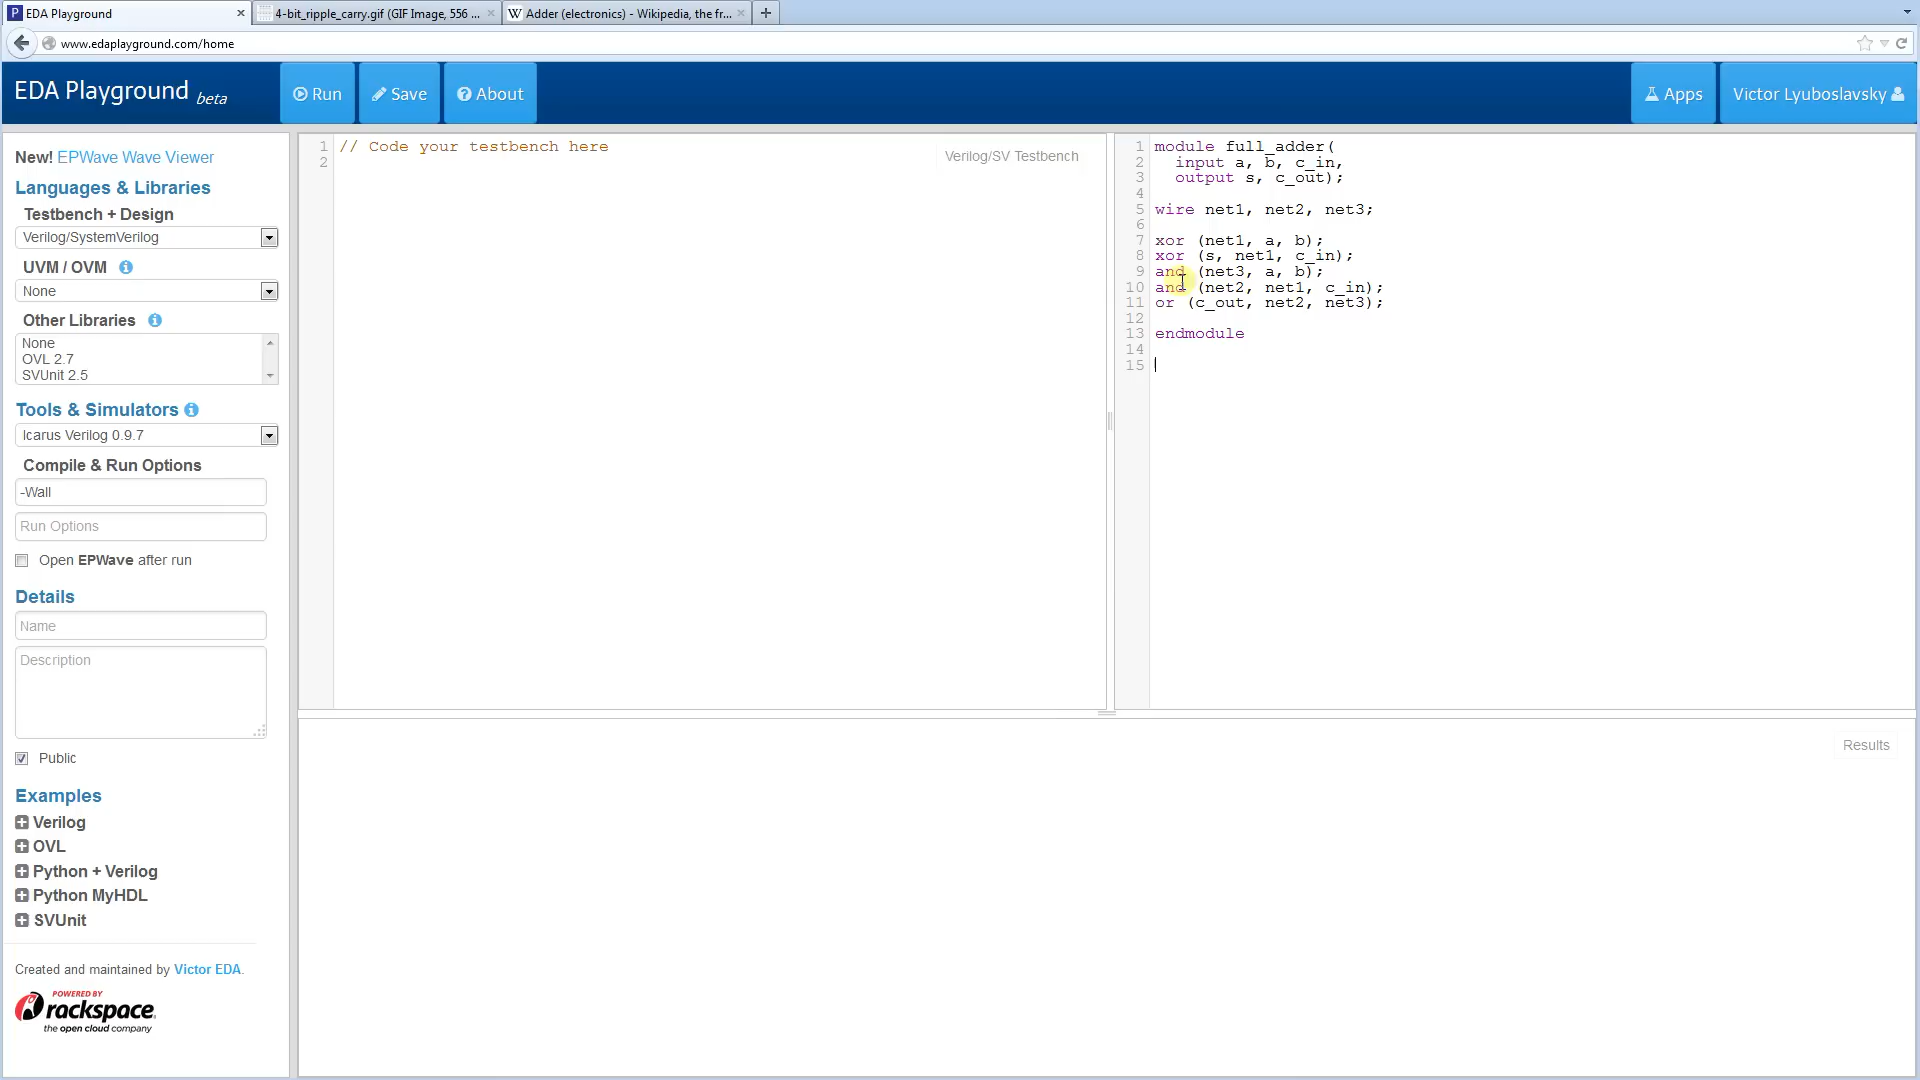 EDA Playground
4-bit_ripple_carry.gif (GIF Image, 556 ...
Adder (electronics) - Wikipedia, the fr...
www.edaplayground.com/home
EDA Playground beta
Run
Save
About
Apps
Victor Lyuboslavsky
New! EPWave Wave Viewer
Languages & Libraries
Testbench + Design
Verilog/SystemVerilog
UVM / OVM
None
Other Libraries
None
OVL 2.7
SVUnit 2.5
Tools & Simulators
Icarus Verilog 0.9.7
Compile & Run Options
-Wall
Run Options
Open EPWave after run
Details
Name
Description
Public
Examples
Verilog
OVL
Python + Verilog
Python MyHDL
SVUnit
Created and maintained by Victor EDA.
POWERED BY
rackspace.
the open cloud company
1 // Code your testbench here
2
Verilog/SV Testbench
1 module full_adder(
2 input a, b, c_in,
3 output s, c_out);
4
5 wire net1, net2, net3;
6
7 xor (net1, a, b);
8 xor (s, net1, c_in);
9 and (net3, a, b);
10 and (net2, net1, c_in);
11 or (c_out, net2, net3);
12
13 endmodule
14
15
Results